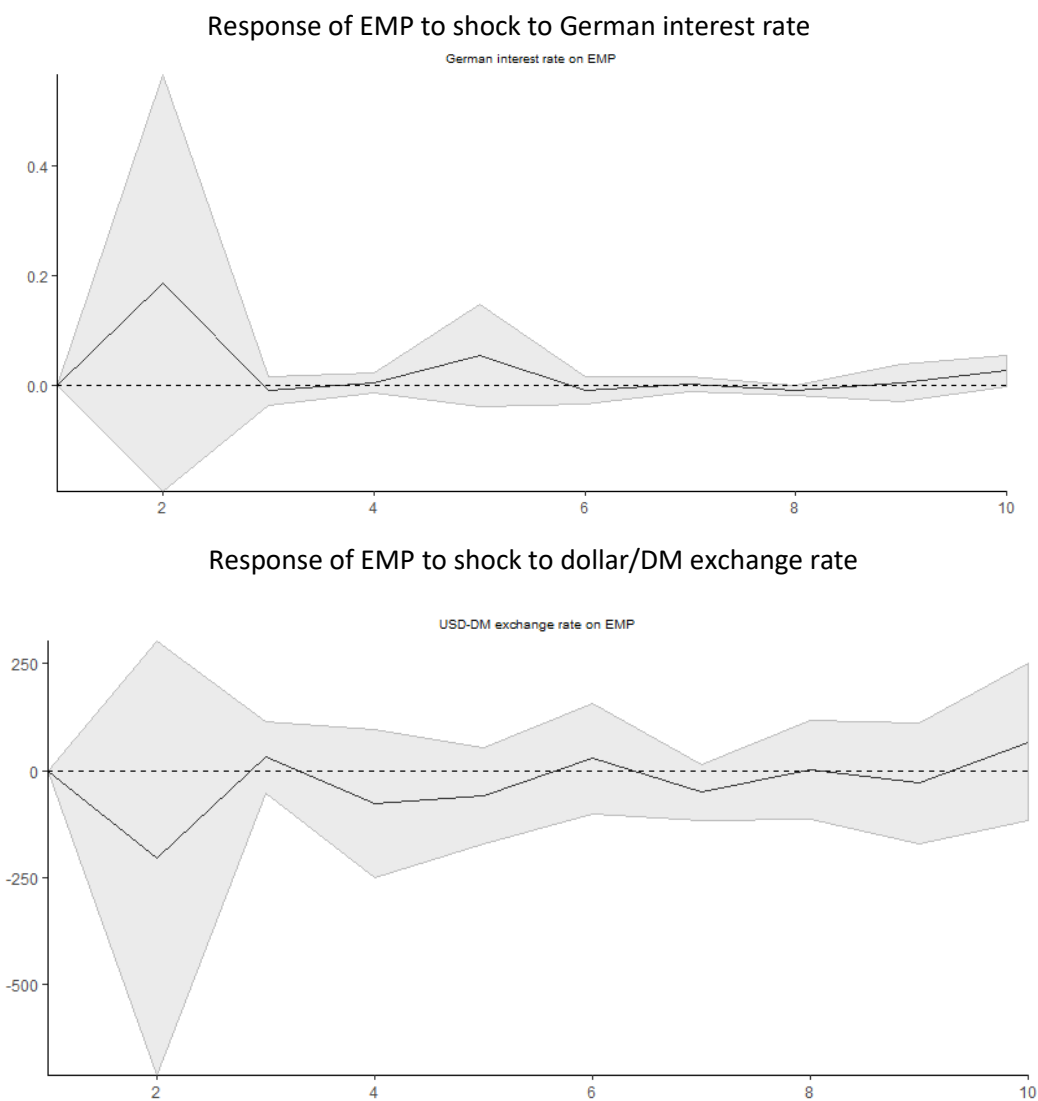 Response of EMP to shock to German interest rate
German interest rate on EMP
0.4
0.2
0.0
2 4 6 8 10
Response of EMP to shock to dollar/DM exchange rate
USD-DM exchange rate on EMP
250
0
-250
-500
2 4 6 8 10